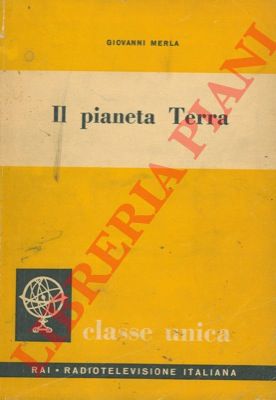 GIOVANNI MERLA
Il pianeta Terra
LIBRERIA PIANI
classe unica
RAI • RADIOTELEVISIONE ITALIANA